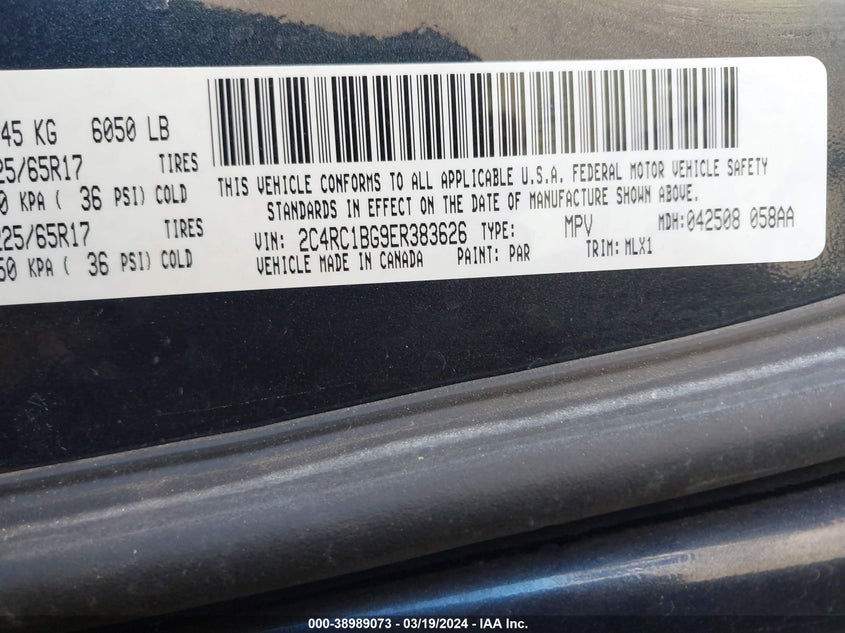 45 KG 6050 LB
25/65R17 TIRES
0 KPA ( 36 PSI) COLD
225/65R17 TIRES
50 KPA ( 36 PSI) COLD
THIS VEHICLE CONFORMS TO ALL APPLICABLE U.S.A. FEDERAL MOTOR VEHICLE SAFETY
STANDARDS IN EFFECT ON THE DATE OF MANUFACTURE SHOWN ABOVE.
VIN: 2C4RC1BG9ER383626 TYPE: MPV MDH: 042508 058AA
VEHICLE MADE IN CANADA PAINT: PAR TRIM: MLX1
000-38989073 - 03/19/2024 - IAA Inc.